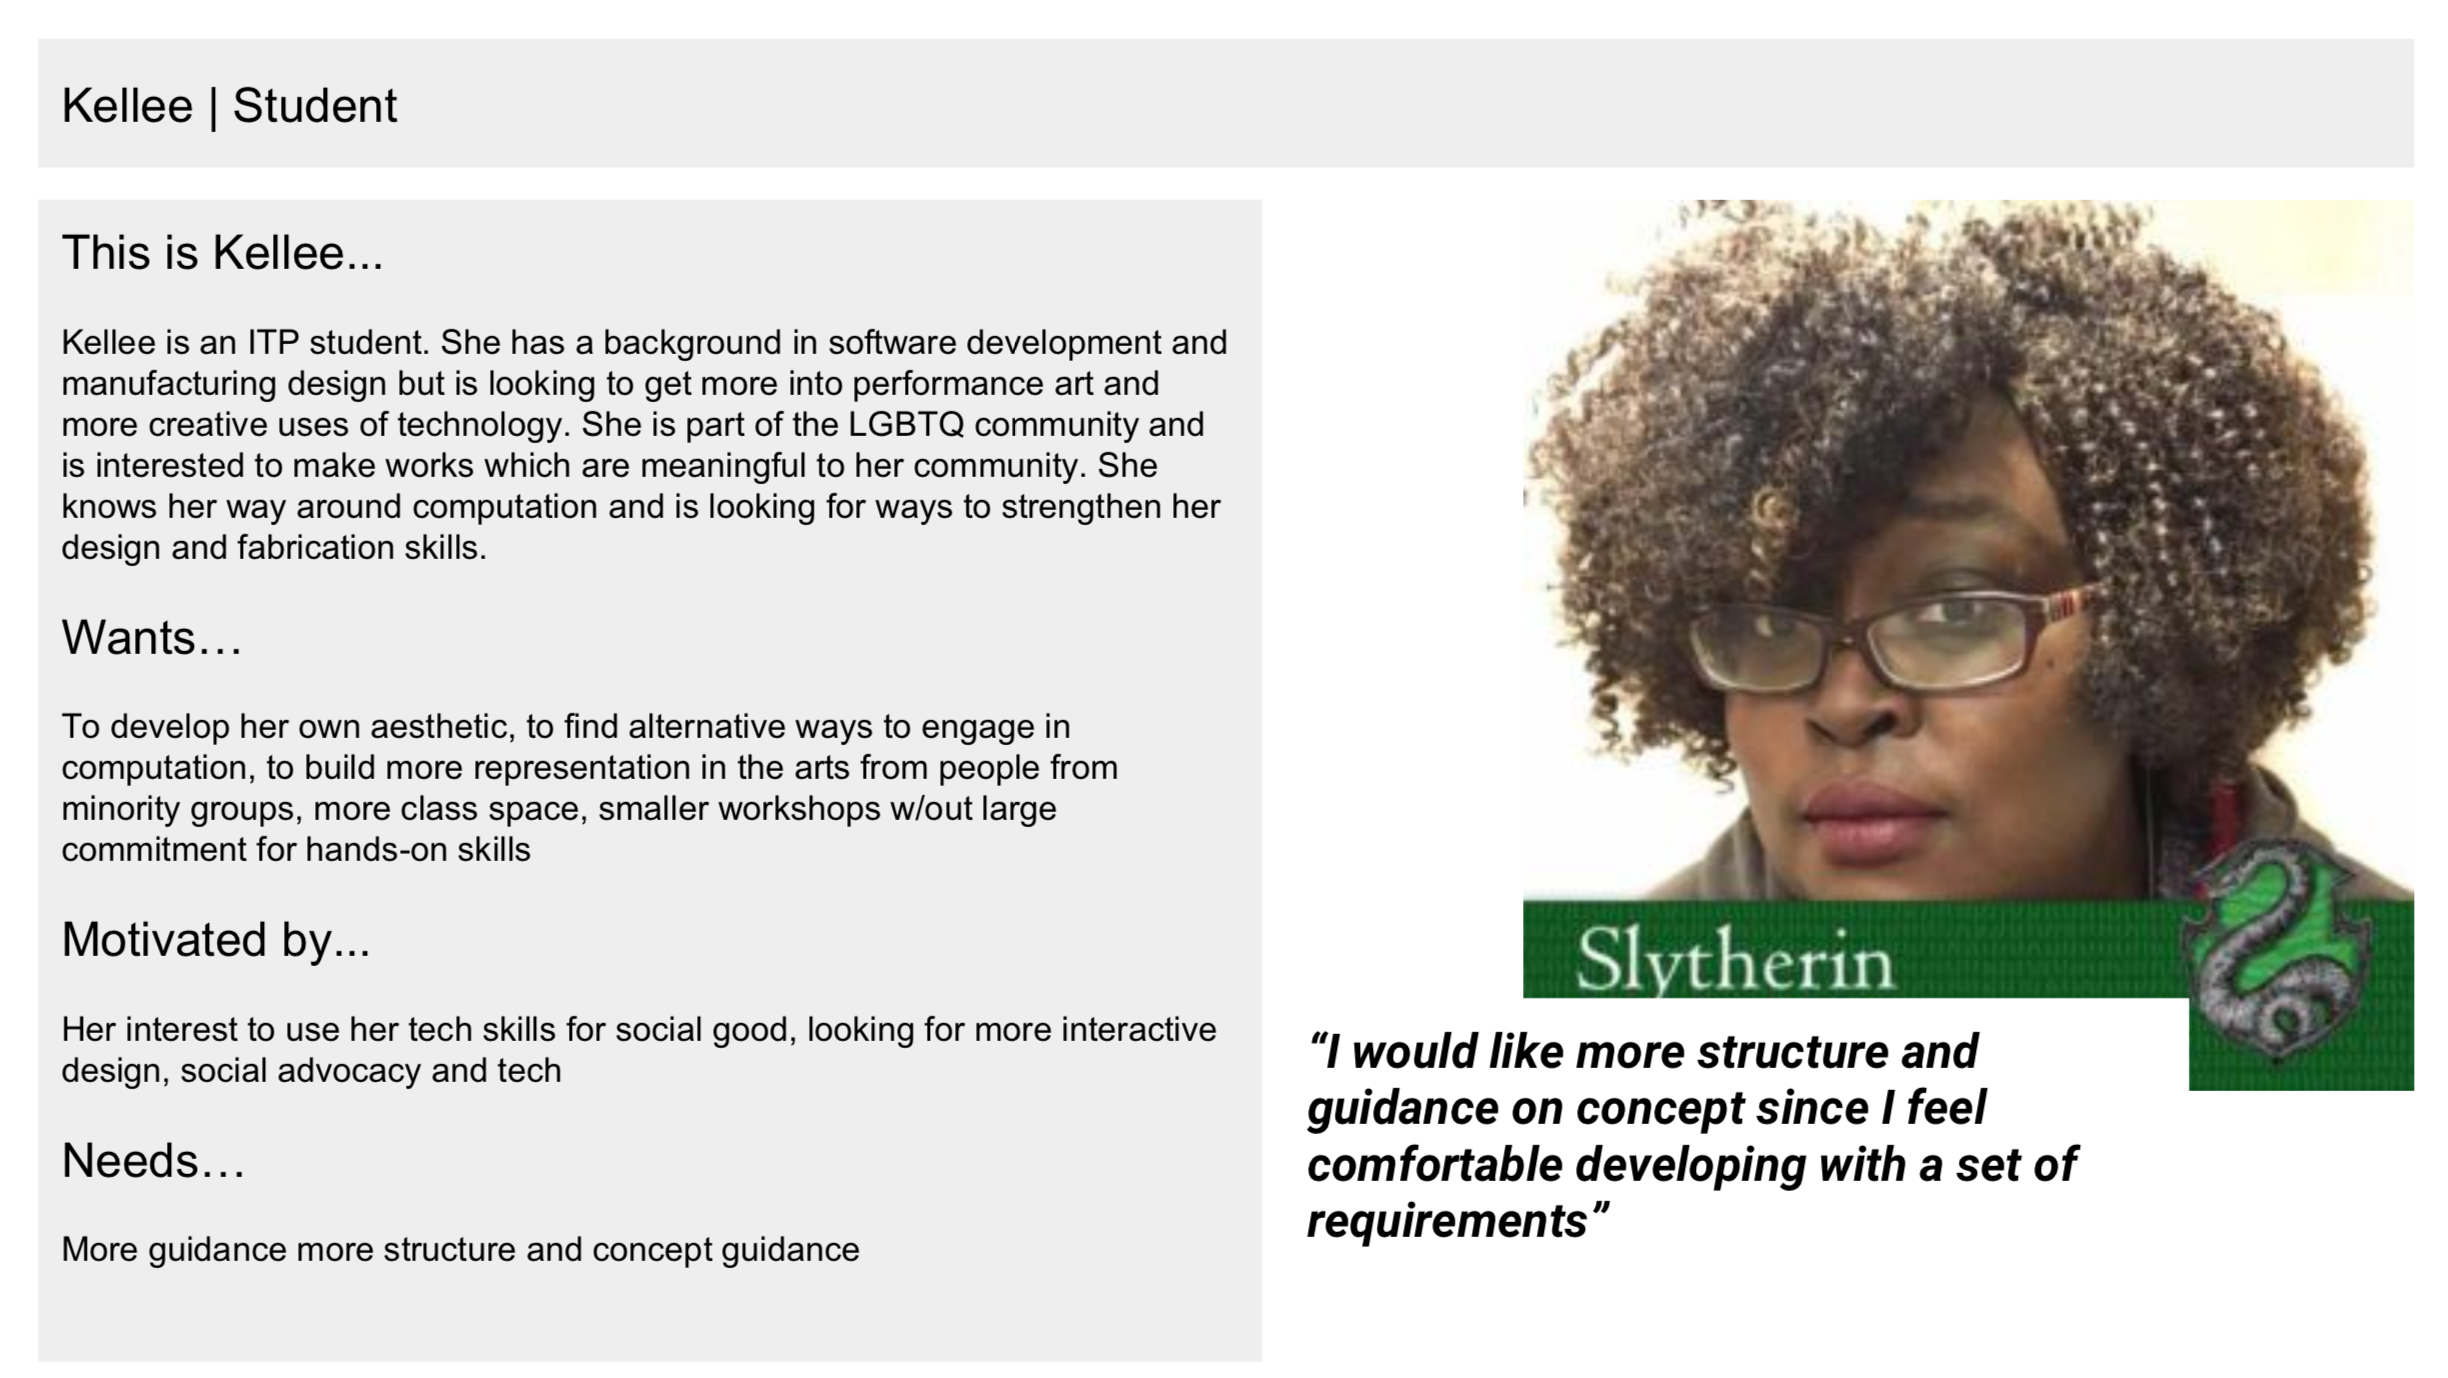 Kellee | Student
This is Kellee...
Kellee is an ITP student. She has a background in software development and
manufacturing design but is looking to get more into performance art and
more creative uses of technology. She is part of the LGBTQ community and
is interested to make works which are meaningful to her community. She
knows her way around computation and is looking for ways to strengthen her
design and fabrication skills.
Wants…
To develop her own aesthetic, to find alternative ways to engage in
computation, to build more representation in the arts from people from
minority groups, more class space, smaller workshops w/out large
commitment for hands-on skills
Motivated by...
Her interest to use her tech skills for social good, looking for more interactive
design, social advocacy and tech
Needs…
More guidance more structure and concept guidance
Slytherin
“I would like more structure and
guidance on concept since I feel
comfortable developing with a set of
requirements”